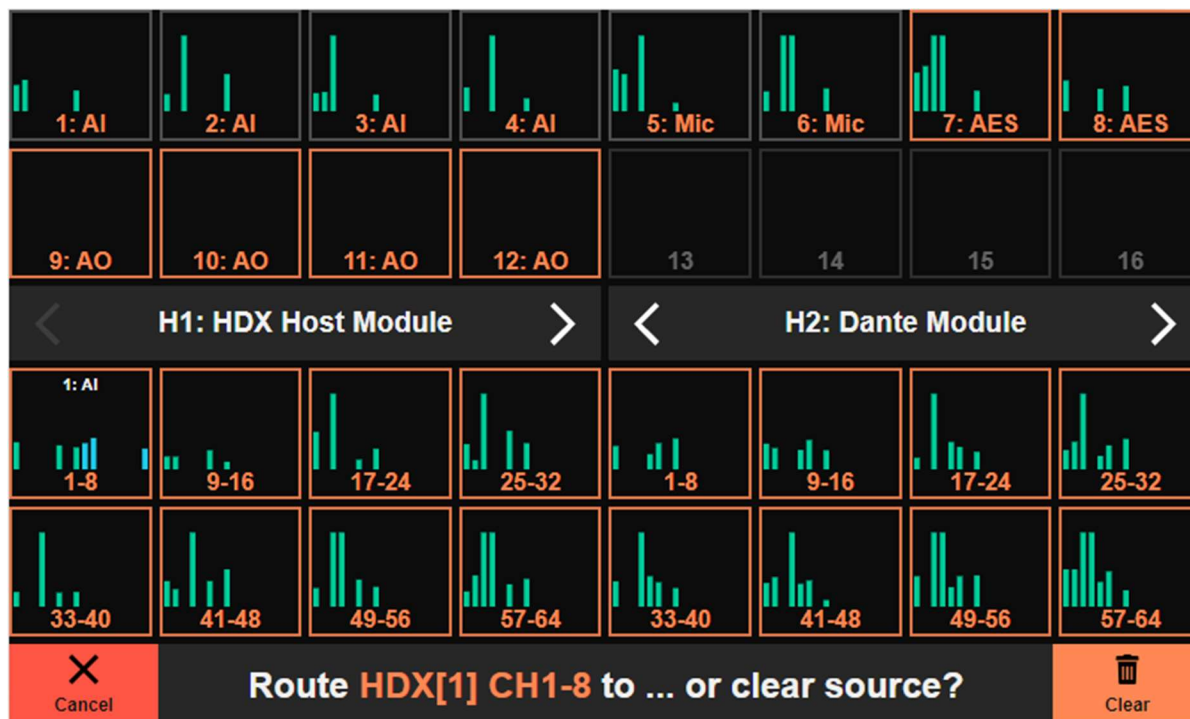 1: AI 2: AI 3: AI 4: AI 5: Mic 6: Mic 7: AES 8: AES
9: AO 10: AO 11: AO 12: AO 13 14 15 16
H1: HDX Host Module H2: Dante Module
1: AI
1-8 9-16 17-24 25-32 1-8 9-16 17-24 25-32
33-40 41-48 49-56 57-64 33-40 41-48 49-56 57-64
Cancel Route HDX[1] CH1-8 to ... or clear source? Clear